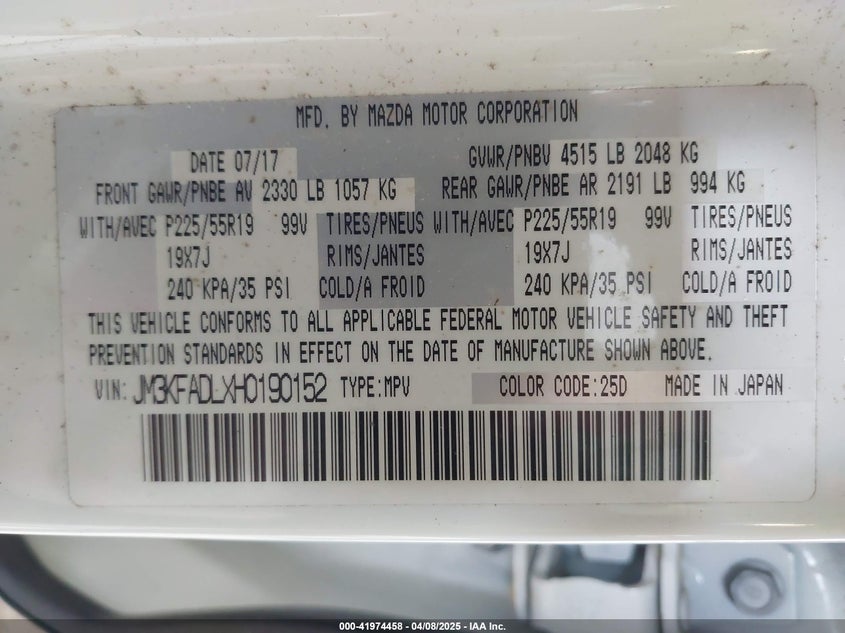 MFD. BY MAZDA MOTOR CORPORATION
DATE 07/17 GVWR/PNBV 4515 LB 2048 KG
FRONT GAWR/PNBE AV 2330 LB 1057 KG REAR GAWR/PNBE AR 2191 LB 994 KG
WITH/AVEC P225/55R19 99V TIRES/PNEUS WITH/AVEC P225/55R19 99V TIRES/PNEUS
19X7J RIMS/JANTES 19X7J RIMS/JANTES
240 KPA/35 PSI COLD/A FROID 240 KPA/35 PSI COLD/A FROID
THIS VEHICLE CONFORMS TO ALL APPLICABLE FEDERAL MOTOR VEHICLE SAFETY AND THEFT
PREVENTION STANDARDS IN EFFECT ON THE DATE OF MANUFACTURE SHOWN ABOVE.
VIN: JM3KFADLXH0190152 TYPE:MPV COLOR CODE:25D MADE IN JAPAN
000-41974458 - 04/08/2025 - IAA Inc.